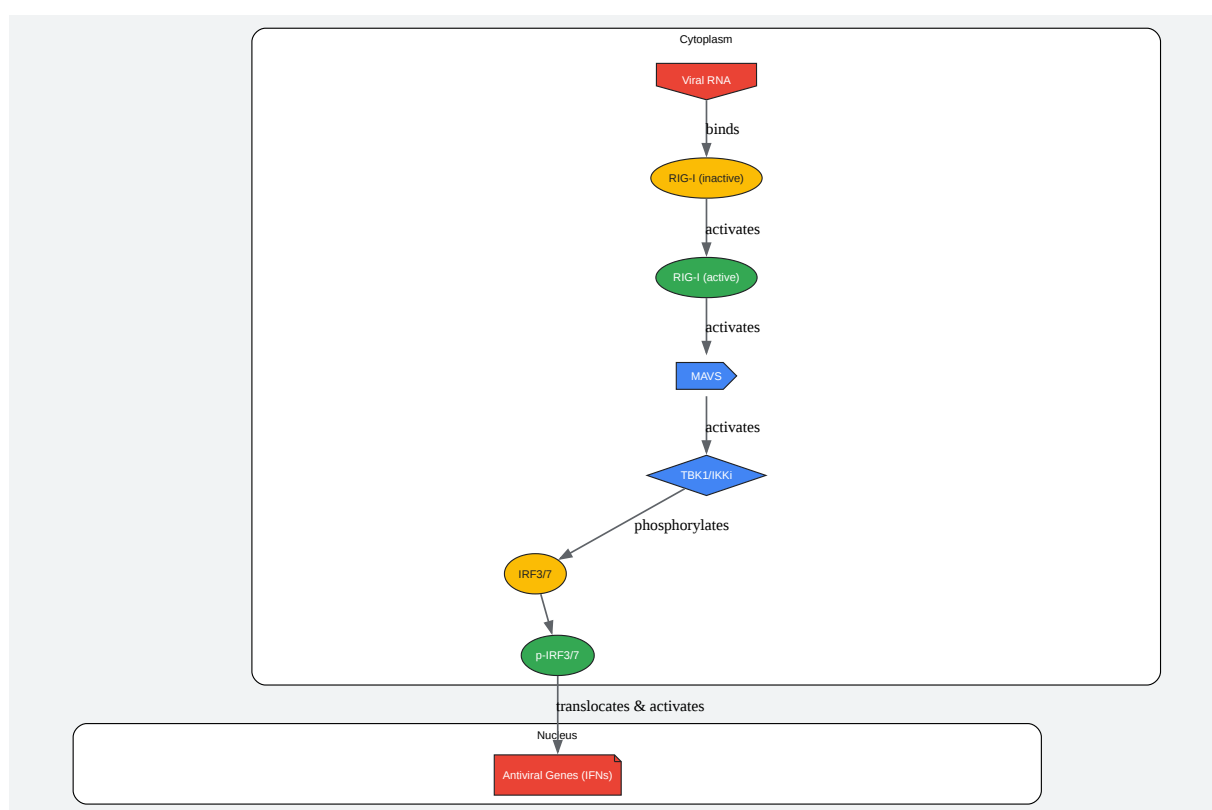 Cytoplasm
Viral RNA
binds
RIG-I (inactive)
activates
RIG-I (active)
activates
MAVS
activates
TBK1/IKKi
phosphorylates
IRF3/7
p-IRF3/7
translocates & activates
Nucleus
Antiviral Genes (IFNs)